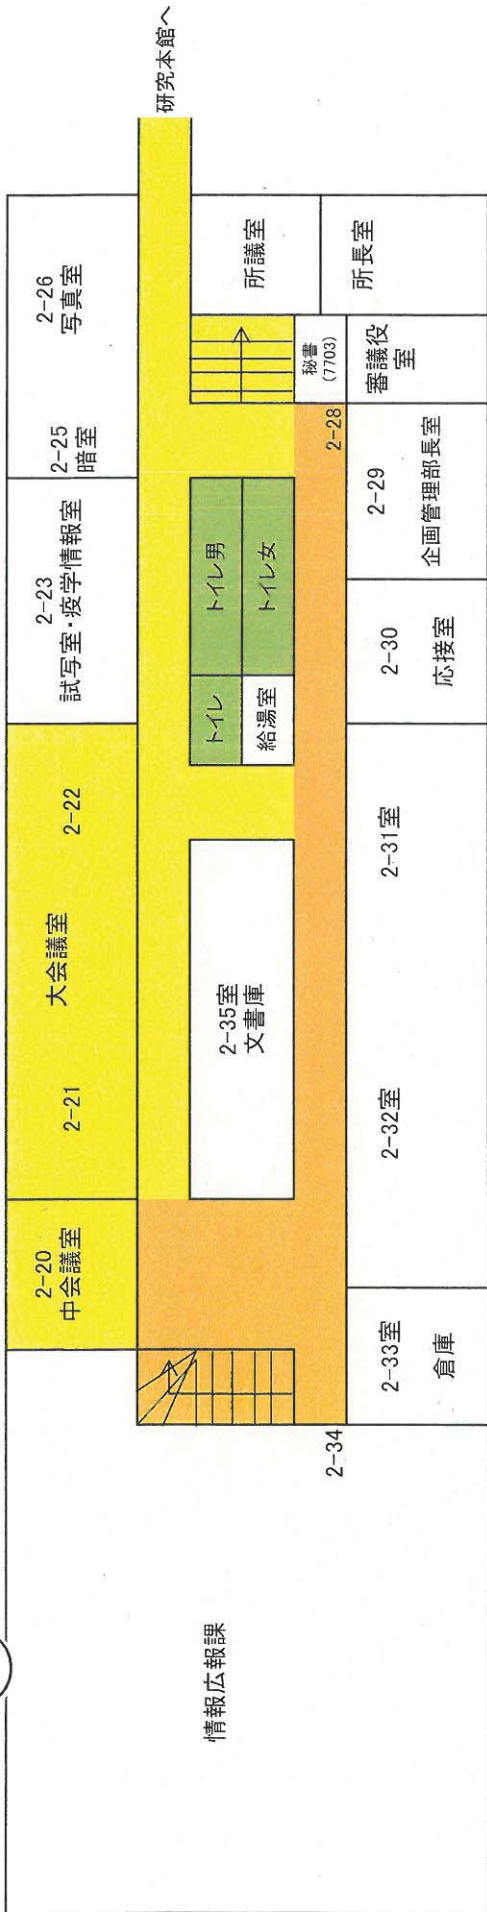 研究本館へ
2-26
写真室
2-25
暗室
2-23
試写室・疫学情報室
2-22
大会議室
2-21
2-20
中会議室
所議室
所長室
秘書
(7703)
審議役
室
2-28
2-29
企画管理部長室
トイレ男
トイレ女
トイレ
給湯室
2-30
応接室
2-31室
2-35室
文書庫
2-32室
2-33室
倉庫
2-34
情報広報課